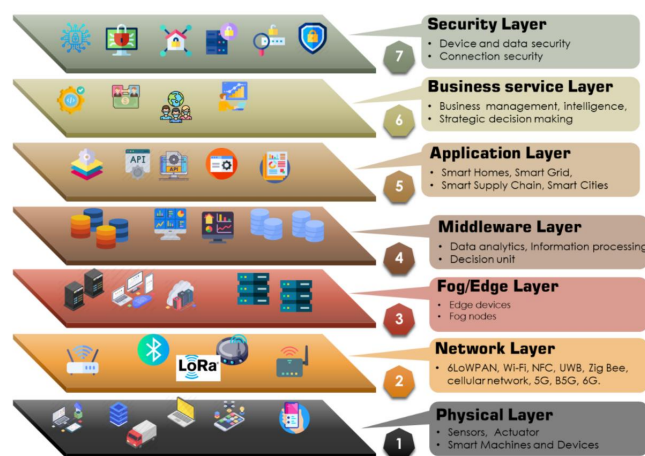 Security Layer
• Device and data security
• Connection security
7
Business service Layer
• Business management, intelligence,
• Strategic decision making
6
API
API
Application Layer
• Smart Homes, Smart Grid,
• Smart Supply Chain, Smart Cities
5
Middleware Layer
• Data analytics, Information processing
• Decision unit
4
Fog/Edge Layer
• Edge devices
• Fog nodes
3
LoRa
Network Layer
• 6LoWPAN, Wi-Fi, NFC, UWB, Zig Bee,
cellular network, 5G, B5G, 6G.
2
Physical Layer
• Sensors, Actuator
• Smart Machines and Devices
1